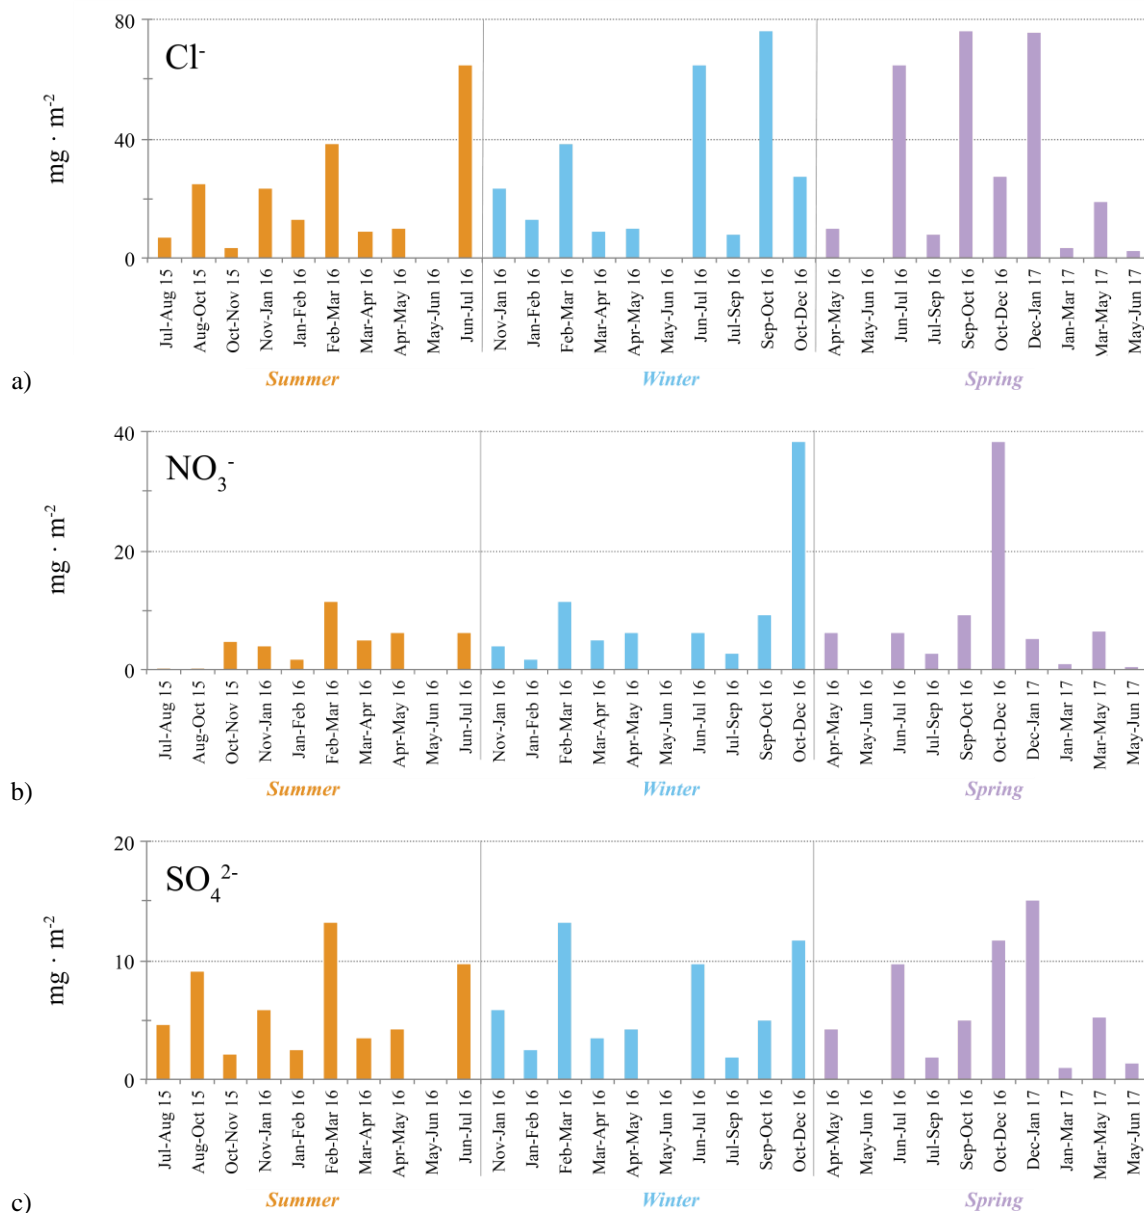 80
Cl⁻
mg · m⁻²
40
0
Jul-Aug 15
Aug-Oct 15
Oct-Nov 15
Nov-Jan 16
Jan-Feb 16
Feb-Mar 16
Mar-Apr 16
Apr-May 16
May-Jun 16
Jun-Jul 16
Nov-Jan 16
Jan-Feb 16
Feb-Mar 16
Mar-Apr 16
Apr-May 16
May-Jun 16
Jun-Jul 16
Jul-Sep 16
Sep-Oct 16
Oct-Dec 16
Apr-May 16
May-Jun 16
Jun-Jul 16
Jul-Sep 16
Sep-Oct 16
Oct-Dec 16
Dec-Jan 17
Jan-Mar 17
Mar-May 17
May-Jun 17
Summer Winter Spring
a)
40
NO₃⁻
mg · m⁻²
20
0
Jul-Aug 15
Aug-Oct 15
Oct-Nov 15
Nov-Jan 16
Jan-Feb 16
Feb-Mar 16
Mar-Apr 16
Apr-May 16
May-Jun 16
Jun-Jul 16
Nov-Jan 16
Jan-Feb 16
Feb-Mar 16
Mar-Apr 16
Apr-May 16
May-Jun 16
Jun-Jul 16
Jul-Sep 16
Sep-Oct 16
Oct-Dec 16
Apr-May 16
May-Jun 16
Jun-Jul 16
Jul-Sep 16
Sep-Oct 16
Oct-Dec 16
Dec-Jan 17
Jan-Mar 17
Mar-May 17
May-Jun 17
Summer Winter Spring
b)
20
SO₄²⁻
mg · m⁻²
10
0
Jul-Aug 15
Aug-Oct 15
Oct-Nov 15
Nov-Jan 16
Jan-Feb 16
Feb-Mar 16
Mar-Apr 16
Apr-May 16
May-Jun 16
Jun-Jul 16
Nov-Jan 16
Jan-Feb 16
Feb-Mar 16
Mar-Apr 16
Apr-May 16
May-Jun 16
Jun-Jul 16
Jul-Sep 16
Sep-Oct 16
Oct-Dec 16
Apr-May 16
May-Jun 16
Jun-Jul 16
Jul-Sep 16
Sep-Oct 16
Oct-Dec 16
Dec-Jan 17
Jan-Mar 17
Mar-May 17
May-Jun 17
Summer Winter Spring
c)